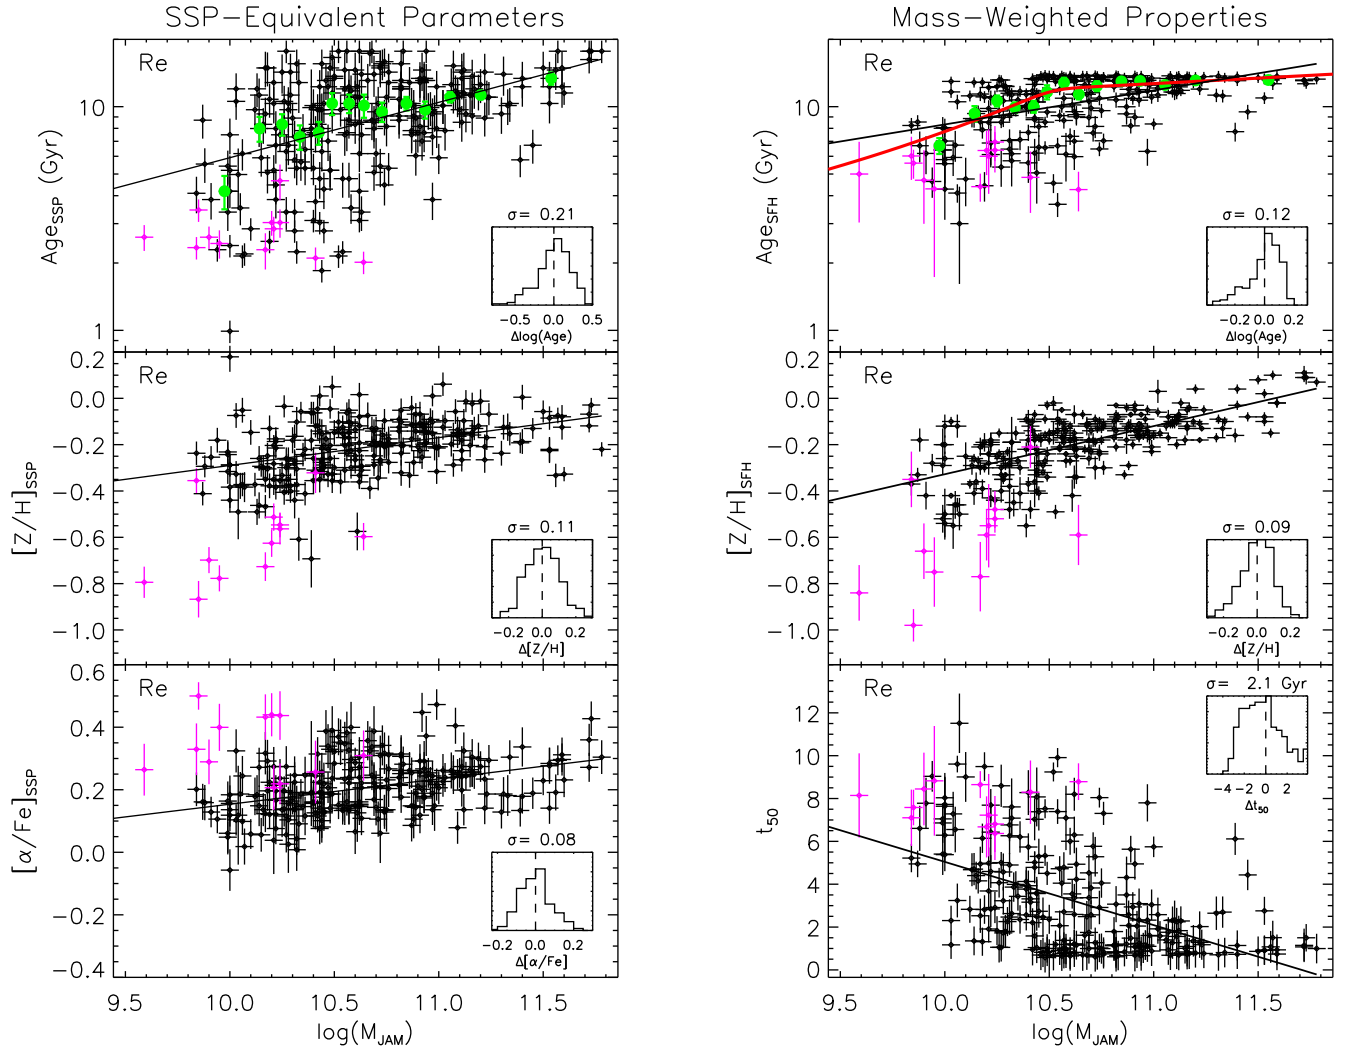 SSP-Equivalent Parameters
Mass-Weighted Properties
Re
10
1
Age_SSP (Gyr)
σ= 0.21
-0.5 0.0 0.5
Δlog(Age)
Re
10
1
Age_SFH (Gyr)
σ= 0.12
-0.2 0.0 0.2
Δlog(Age)
Re
0.2
0.0
-0.2
-0.4
-0.6
-0.8
-1.0
[Z/H]_SSP
σ= 0.11
-0.2 0.0 0.2
Δ[Z/H]
Re
0.2
0.0
-0.2
-0.4
-0.6
-0.8
-1.0
[Z/H]_SFH
σ= 0.09
-0.2 0.0 0.2
Δ[Z/H]
Re
0.6
0.4
0.2
0.0
-0.2
-0.4
[α/Fe]_SSP
σ= 0.08
-0.2 0.0 0.2
Δ[α/Fe]
9.5 10.0 10.5 11.0 11.5
log(M_JAM)
Re
12
10
8
6
4
2
0
t_50
σ= 2.1 Gyr
-4 -2 0 2
Δt_50
9.5 10.0 10.5 11.0 11.5
log(M_JAM)